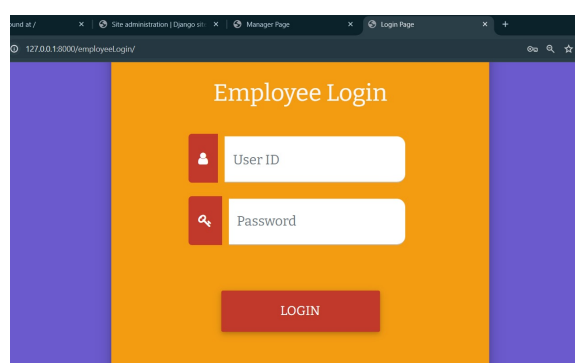 ound at /
Site administration | Django sit
Manager Page
Login Page
127.0.0.1:8000/employeeLogin/
Employee Login
User ID
Password
LOGIN